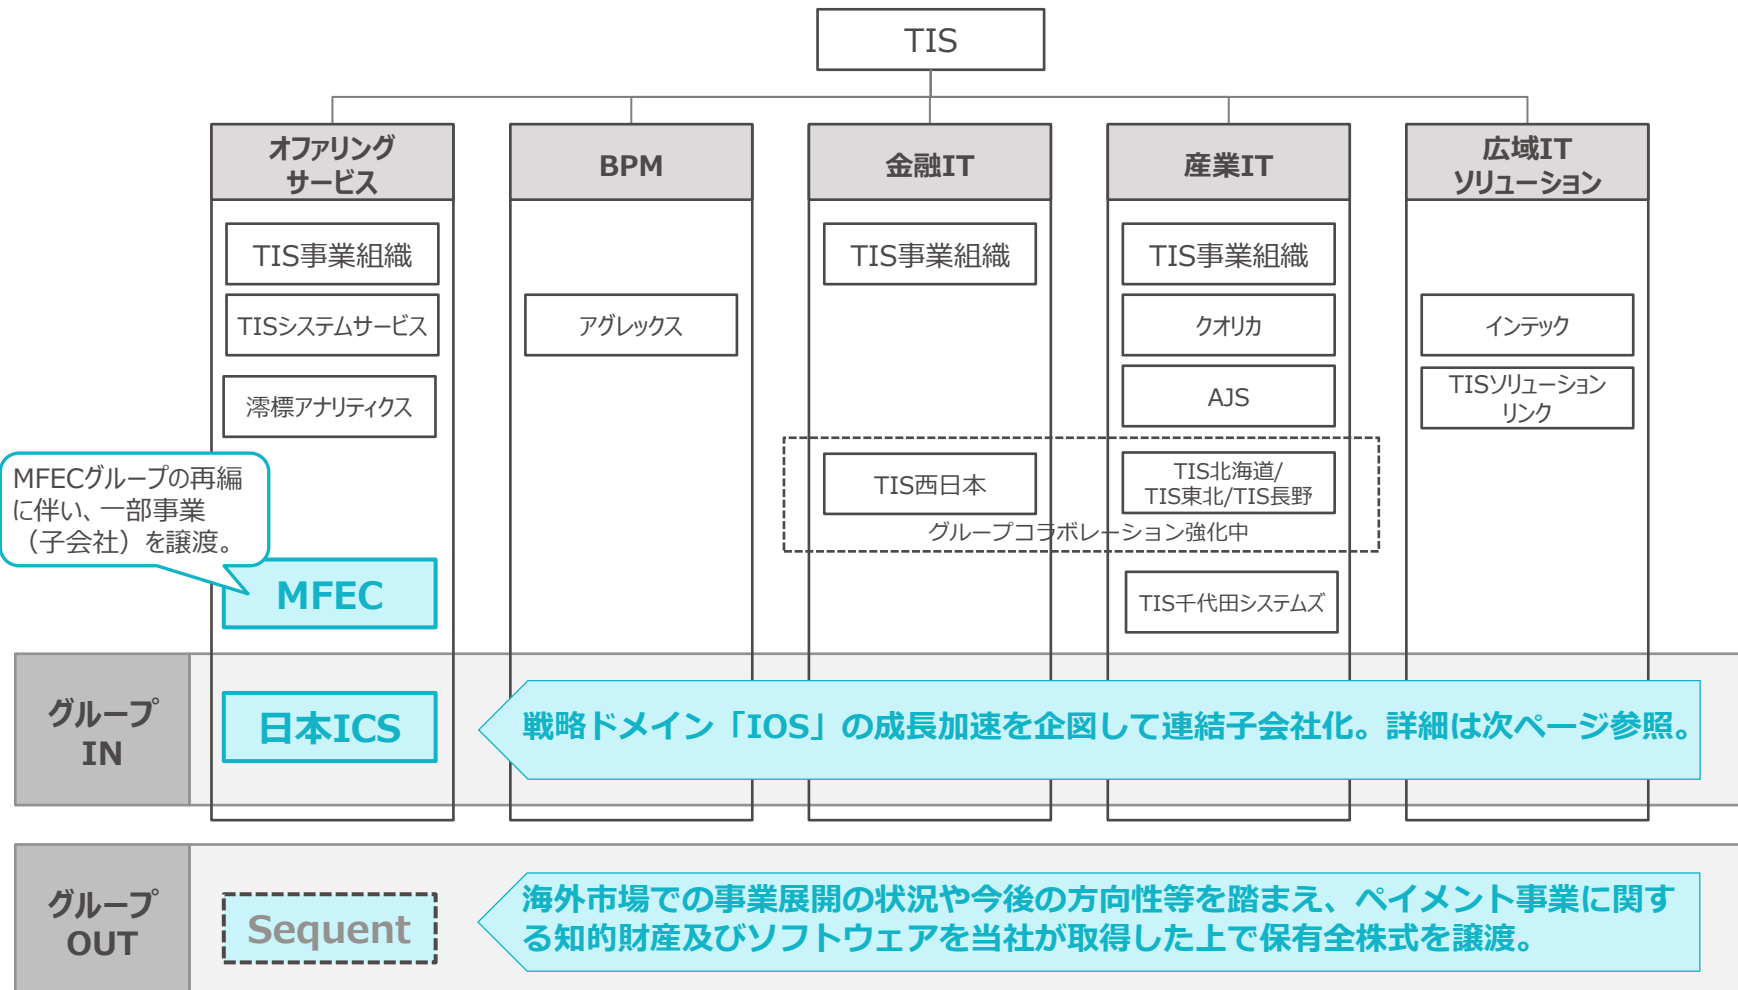 TIS
オファリング
サービス
BPM
金融IT
産業IT
広域IT
ソリューション
TIS事業組織
TIS事業組織
TIS事業組織
TISシステムサービス
アグレックス
クオリカ
インテック
澪標アナリティクス
AJS
TISソリューション
リンク
MFECグループの再編
に伴い、一部事業
（子会社）を譲渡。
TIS西日本
TIS北海道/
TIS東北/TIS長野
グループコラボレーション強化中
MFEC
TIS千代田システムズ
グループ
IN
日本ICS
戦略ドメイン「IOS」の成長加速を企図して連結子会社化。詳細は次ページ参照。
グループ
OUT
Sequent
海外市場での事業展開の状況や今後の方向性等を踏まえ、ペイメント事業に関す
る知的財産及びソフトウェアを当社が取得した上で保有全株式を譲渡。